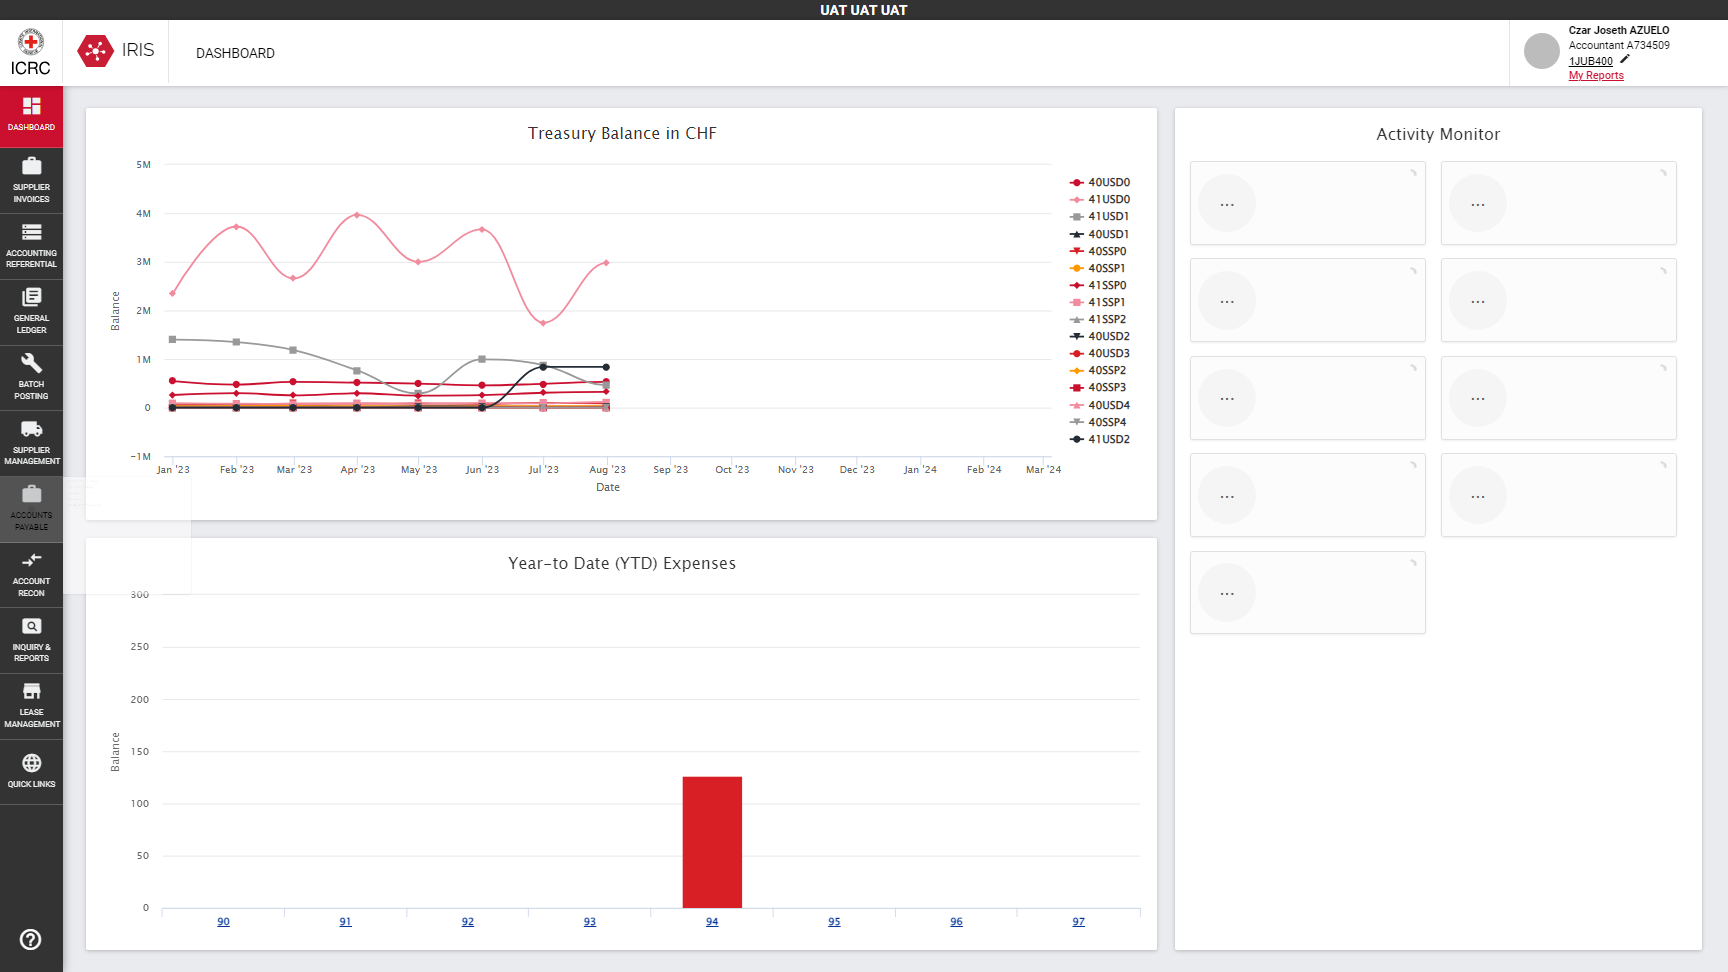 UAT UAT UAT
ICRC
IRIS
DASHBOARD
Czar Joseth AZUELO
Accountant A734509
1JUB400
My Reports
DASHBOARD
SUPPLIER
INVOICES
ACCOUNTING
REFERENTIAL
GENERAL
LEDGER
BATCH
POSTING
SUPPLIER
MANAGEMENT
ACCOUNTS
PAYABLE
ACCOUNT
RECON
INQUIRY &
REPORTS
LEASE
MANAGEMENT
QUICK LINKS
Treasury Balance in CHF
Balance
5M
4M
3M
2M
1M
0
−1M
Jan '23
Feb '23
Mar '23
Apr '23
May '23
Jun '23
Jul '23
Aug '23
Sep '23
Oct '23
Nov '23
Dec '23
Jan '24
Feb '24
Mar '24
Date
40USD0
41USD0
41USD1
40USD1
40SSP0
40SSP1
41SSP0
41SSP1
41SSP2
40USD2
40USD3
40SSP2
40SSP3
40USD4
40SSP4
41USD2
Year-to Date (YTD) Expenses
Balance
300
250
200
150
100
50
0
90
91
92
93
94
95
96
97
Activity Monitor
...
...
...
...
...
...
...
...
...